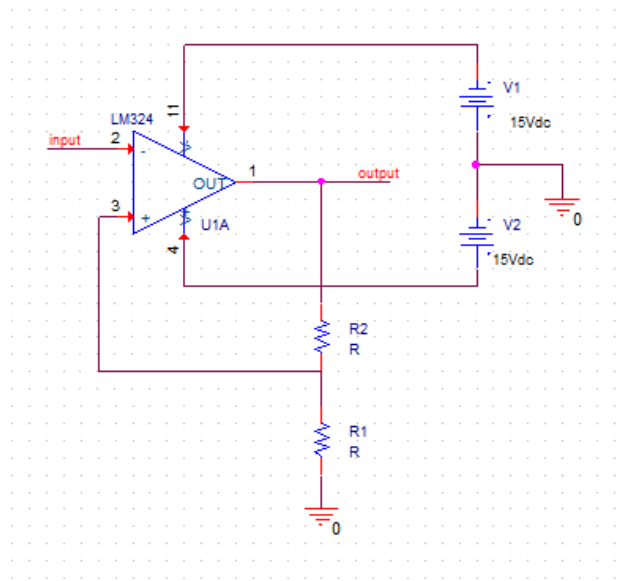 V1
15Vdc
11
LM324
input
2
-
OUT
1
output
3
+
U1A
4
0
V2
15Vdc
R2
R
R1
R
0